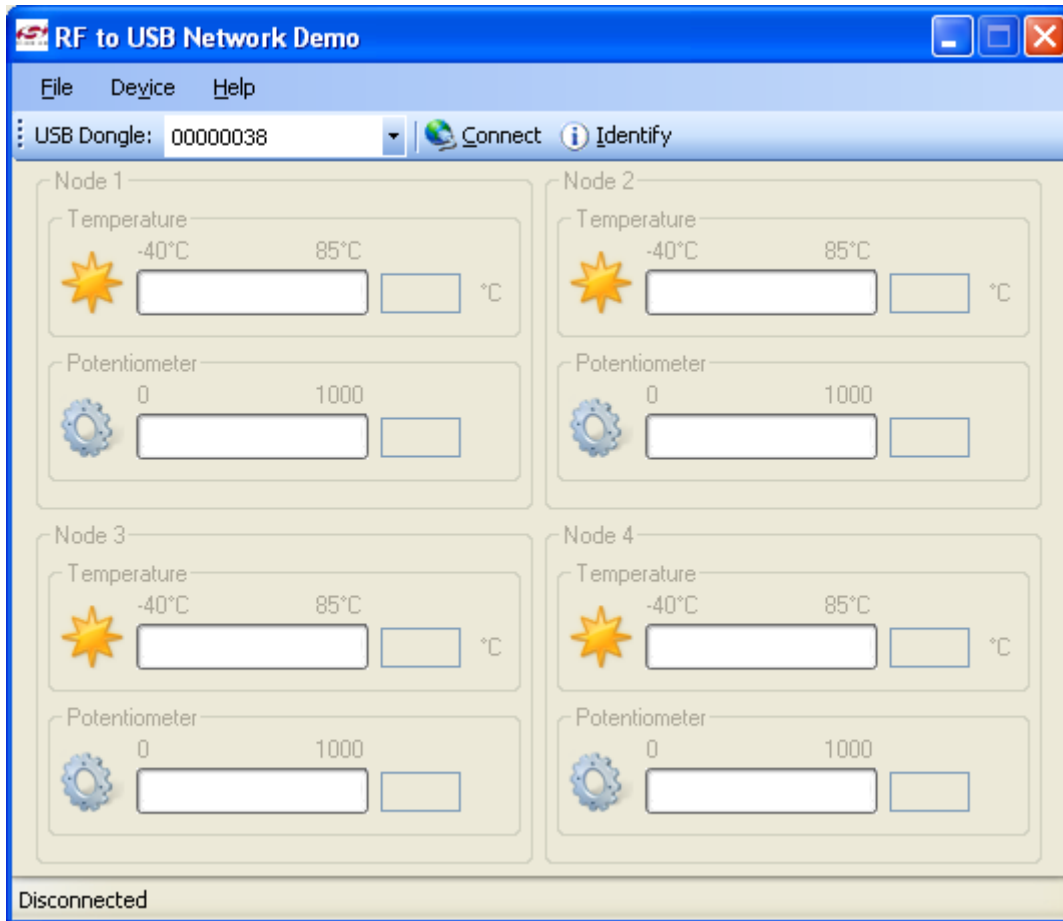 RF to USB Network Demo
File Device Help
USB Dongle: 00000038 Connect Identify
Node 1
Temperature
-40°C 85°C
°C
Potentiometer
0 1000
Node 2
Temperature
-40°C 85°C
°C
Potentiometer
0 1000
Node 3
Temperature
-40°C 85°C
°C
Potentiometer
0 1000
Node 4
Temperature
-40°C 85°C
°C
Potentiometer
0 1000
Disconnected